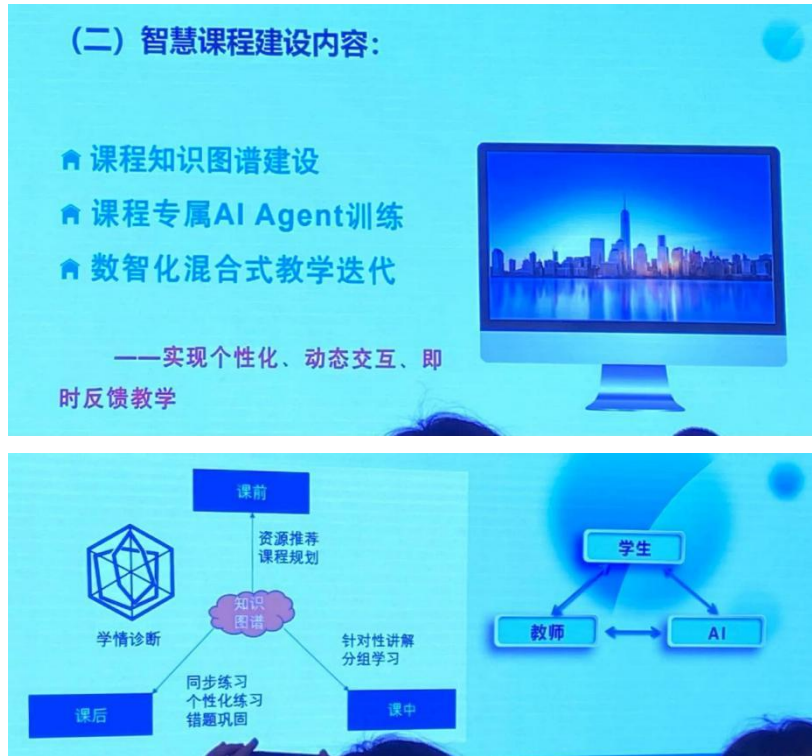 （二）智慧课程建设内容：
课程知识图谱建设
课程专属AI Agent训练
数智化混合式教学迭代
——实现个性化、动态交互、即
时反馈教学
课前
资源推荐
课程规划
知识
图谱
学情诊断
针对性讲解
分组学习
同步练习
个性化练习
错题巩固
课后
课中
学生
教师
AI